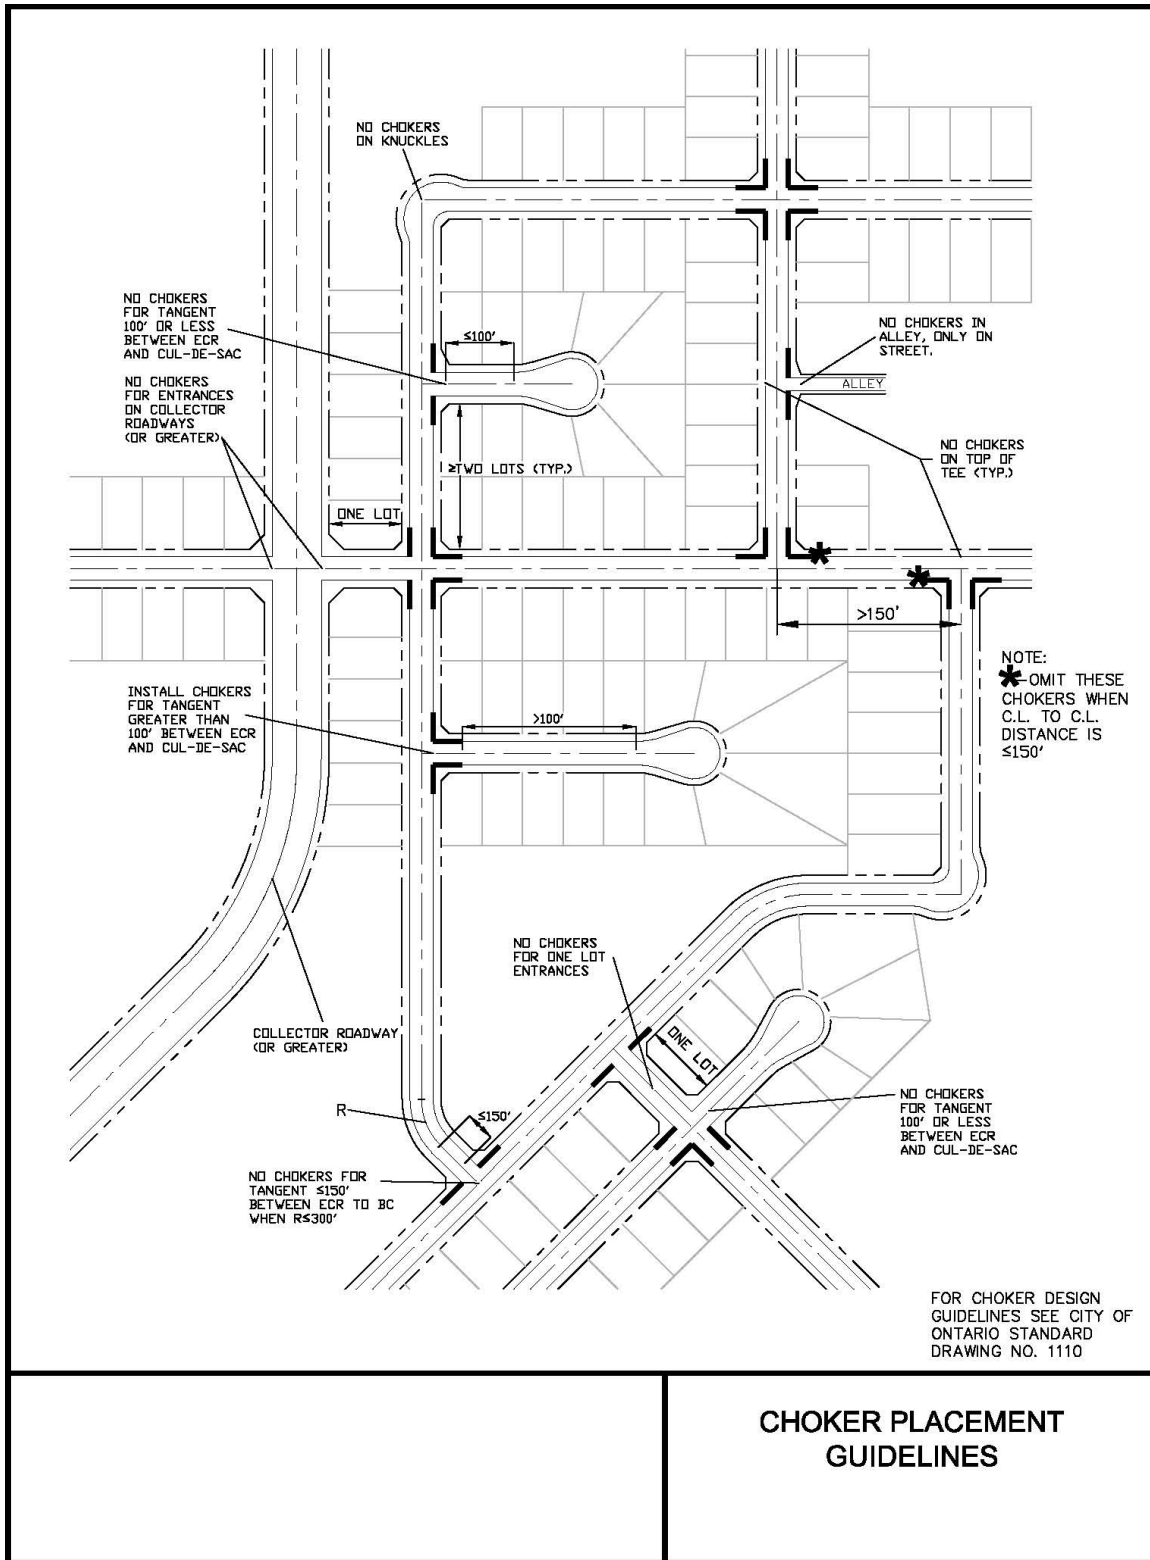 NO CHOKERS
ON KNUCKLES
NO CHOKERS
FOR TANGENT
100' OR LESS
BETWEEN ECR
AND CUL-DE-SAC
≤100'
NO CHOKERS IN
ALLEY, ONLY ON
STREET.
ALLEY
NO CHOKERS
FOR ENTRANCES
ON COLLECTOR
ROADWAYS
(OR GREATER)
NO CHOKERS
ON TOP OF
TEE (TYP.)
≥TWO LOTS (TYP.)
ONE LOT
>150'
NOTE:
*-OMIT THESE
CHOKERS WHEN
C.L. TO C.L.
DISTANCE IS
≤150'
INSTALL CHOKERS
FOR TANGENT
GREATER THAN
100' BETWEEN ECR
AND CUL-DE-SAC
>100'
NO CHOKERS
FOR ONE LOT
ENTRANCES
COLLECTOR ROADWAY
(OR GREATER)
ONE LOT
R
≤150'
NO CHOKERS
FOR TANGENT
100' OR LESS
BETWEEN ECR
AND CUL-DE-SAC
NO CHOKERS FOR
TANGENT ≤150'
BETWEEN ECR TO BC
WHEN R≤300'
FOR CHOKER DESIGN
GUIDELINES SEE CITY OF
ONTARIO STANDARD
DRAWING NO. 1110
CHOKER PLACEMENT
GUIDELINES